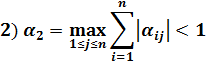 2) α₂ = max_{1≤j≤n} ∑_{i=1}^{n} |α_{ij}| < 1